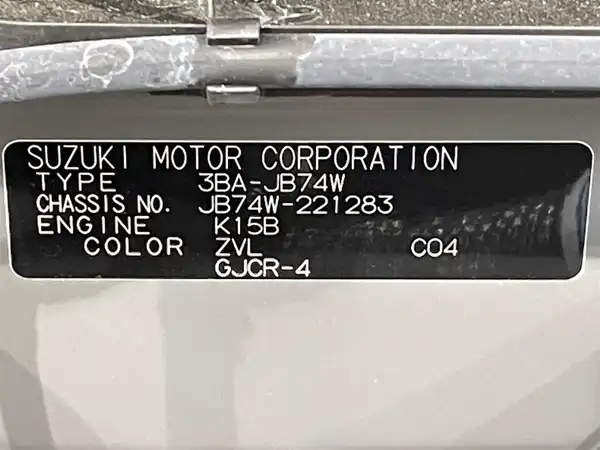 SUZUKI MOTOR CORPORATION
TYPE 3BA-JB74W
CHASSIS NO. JB74W-221283
ENGINE K15B
COLOR ZVL C04
GJCR-4